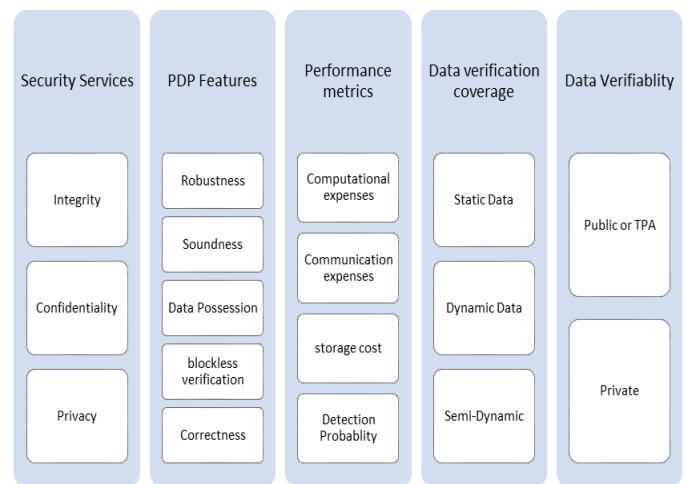 Security Services
Integrity
Confidentiality
Privacy
PDP Features
Robustness
Soundness
Data Possession
blockless
verification
Correctness
Performance
metrics
Computational
expenses
Communication
expenses
storage cost
Detection
Probablity
Data verification
coverage
Static Data
Dynamic Data
Semi-Dynamic
Data Verifiablity
Public or TPA
Private